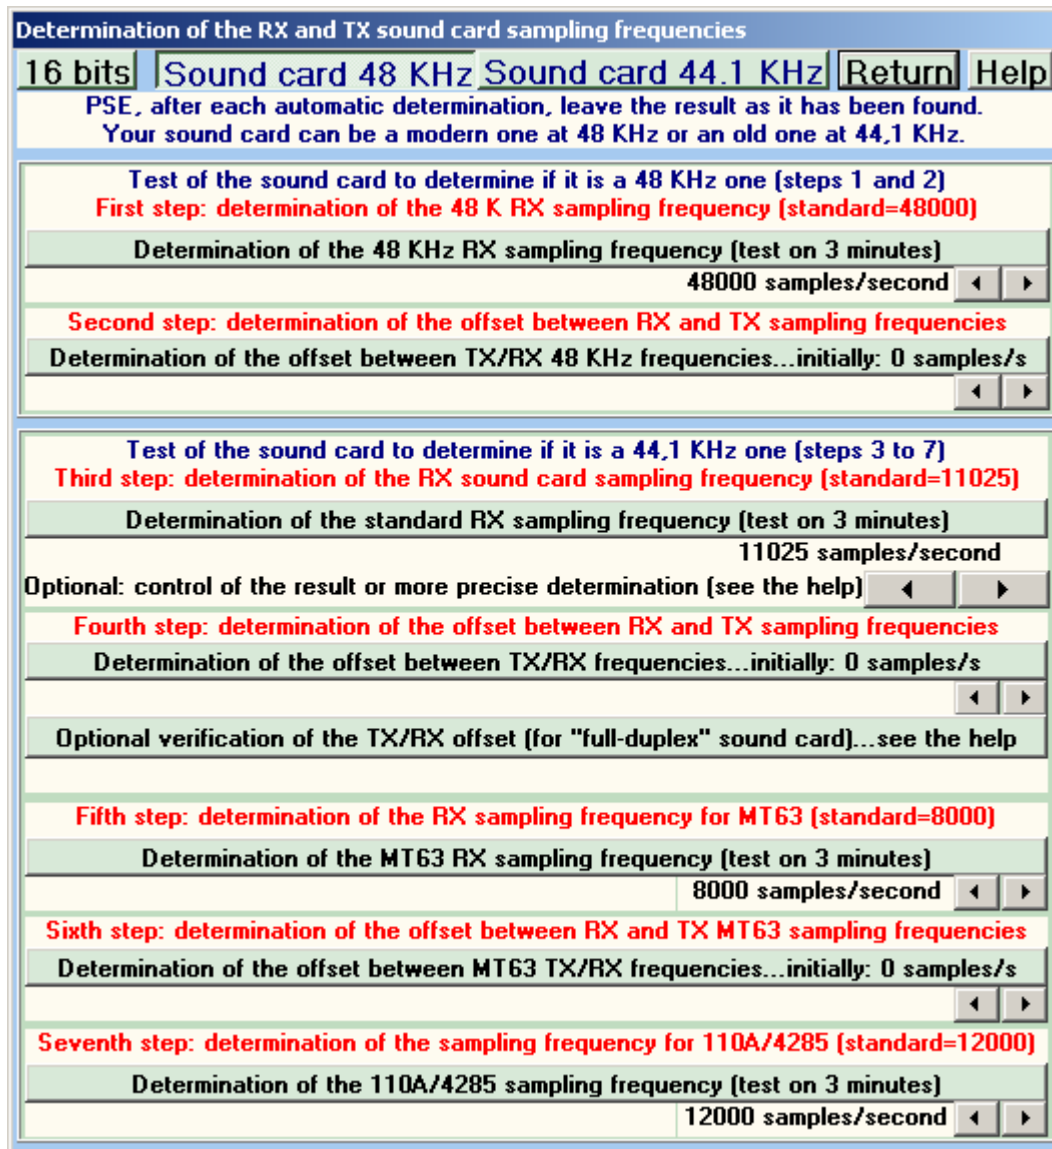 Determination of the RX and TX sound card sampling frequencies
16 bits Sound card 48 KHz Sound card 44.1 KHz Return Help
PSE, after each automatic determination, leave the result as it has been found.
Your sound card can be a modern one at 48 KHz or an old one at 44,1 KHz.
Test of the sound card to determine if it is a 48 KHz one (steps 1 and 2)
First step: determination of the 48 K RX sampling frequency (standard=48000)
Determination of the 48 KHz RX sampling frequency (test on 3 minutes)
48000 samples/second
Second step: determination of the offset between RX and TX sampling frequencies
Determination of the offset between TX/RX 48 KHz frequencies...initially: 0 samples/s
Test of the sound card to determine if it is a 44,1 KHz one (steps 3 to 7)
Third step: determination of the RX sound card sampling frequency (standard=11025)
Determination of the standard RX sampling frequency (test on 3 minutes)
11025 samples/second
Optional: control of the result or more precise determination (see the help)
Fourth step: determination of the offset between RX and TX sampling frequencies
Determination of the offset between TX/RX frequencies...initially: 0 samples/s
Optional verification of the TX/RX offset (for "full-duplex" sound card)...see the help
Fifth step: determination of the RX sampling frequency for MT63 (standard=8000)
Determination of the MT63 RX sampling frequency (test on 3 minutes)
8000 samples/second
Sixth step: determination of the offset between RX and TX MT63 sampling frequencies
Determination of the offset between MT63 TX/RX frequencies...initially: 0 samples/s
Seventh step: determination of the sampling frequency for 110A/4285 (standard=12000)
Determination of the 110A/4285 sampling frequency (test on 3 minutes)
12000 samples/second